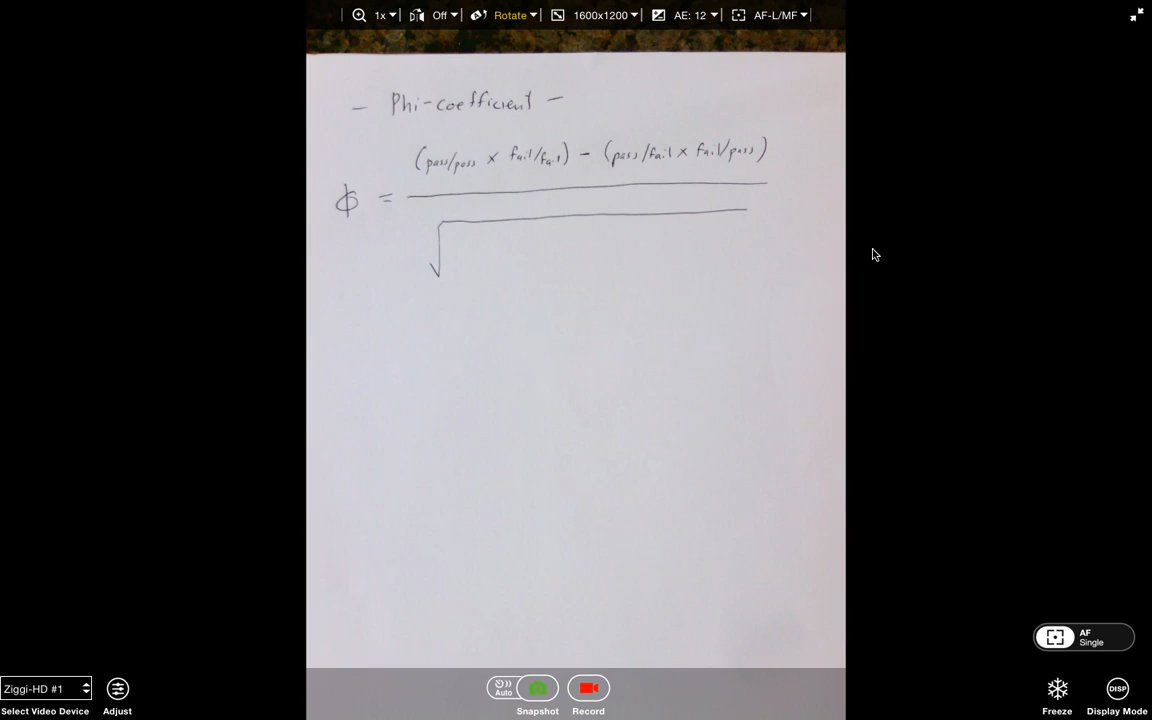 1x Off Rotate 1600x1200 AE: 12 AF-L/MF
- Phi-coefficient -
(pass/pass × fail/fail) - (pass/fail × fail/pass)
ϕ =
√
AF
Single
Ziggi-HD #1
Auto
DISP
Select Video Device Adjust Snapshot Record Freeze Display Mode